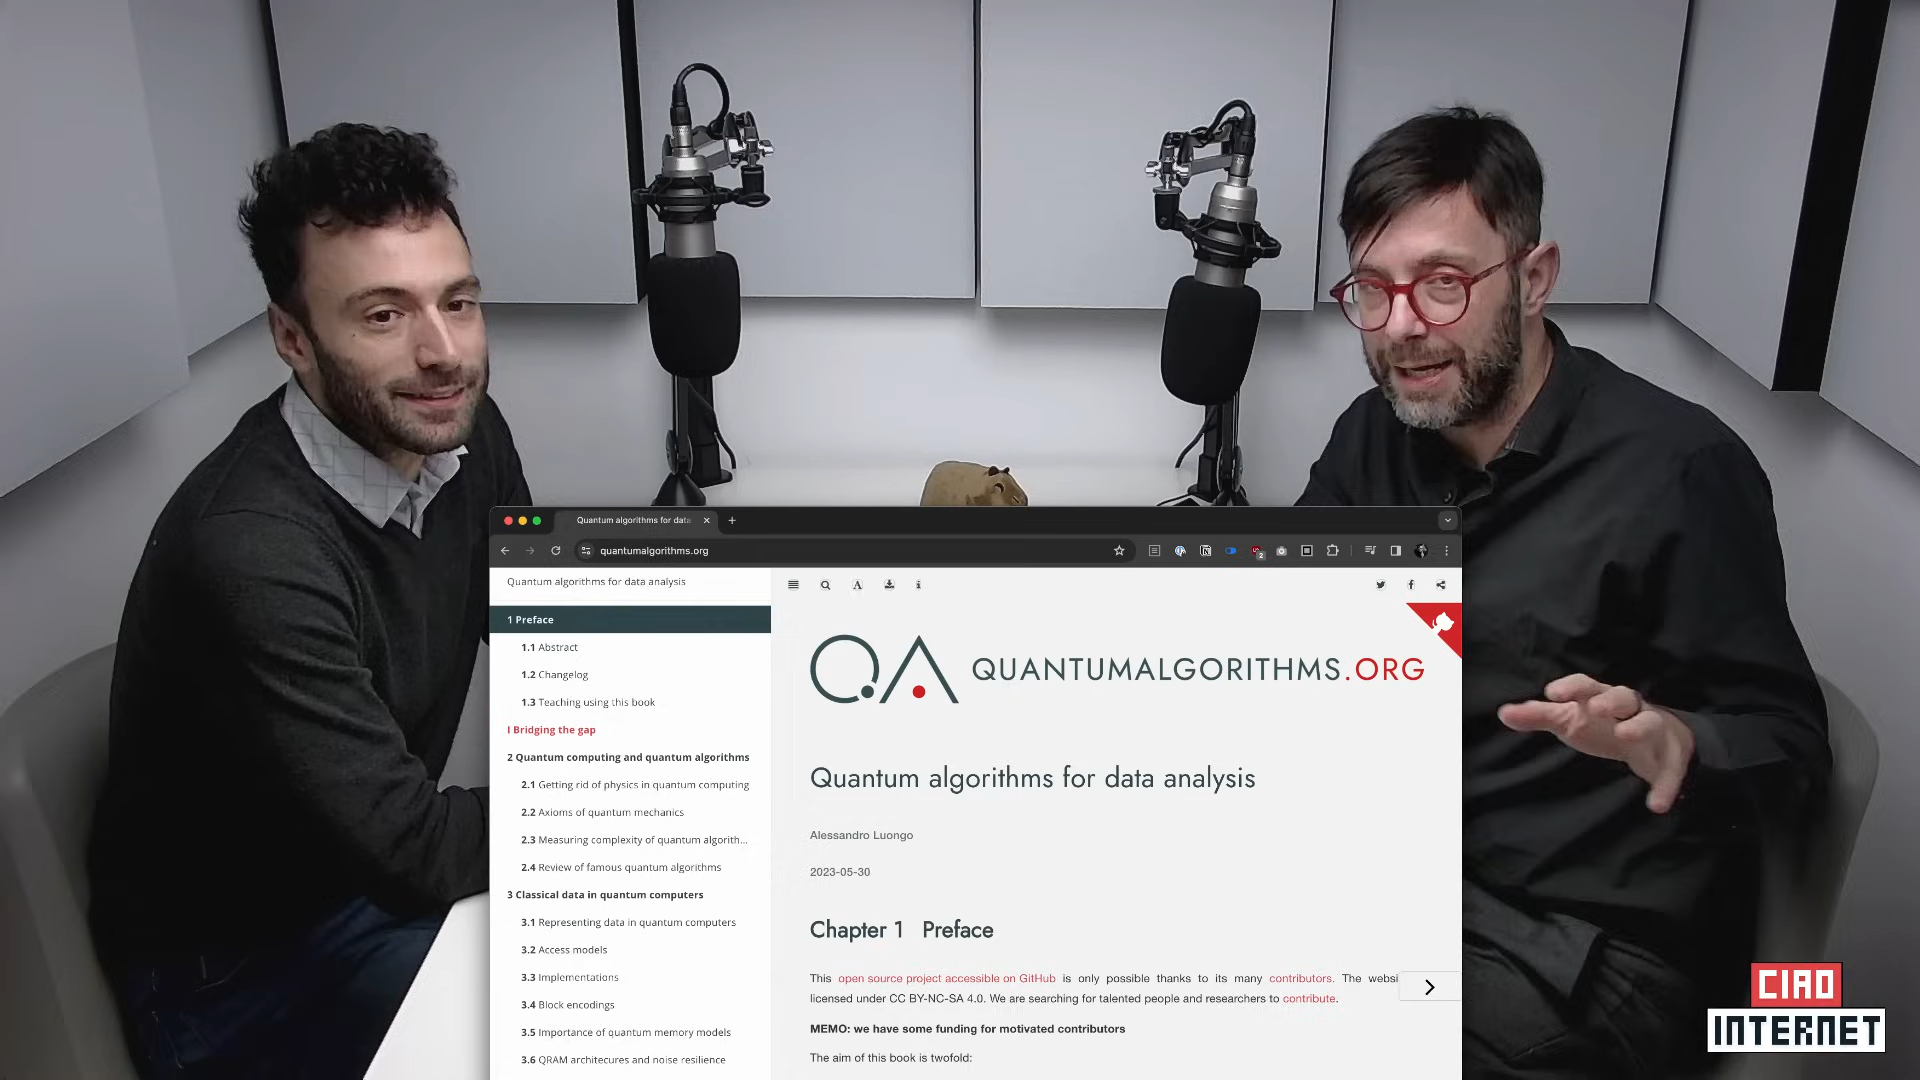 Quantum algorithms for data
quantumalgorithms.org
2
Quantum algorithms for data analysis
1 Preface
1.1 Abstract
1.2 Changelog
1.3 Teaching using this book
I Bridging the gap
2 Quantum computing and quantum algorithms
2.1 Getting rid of physics in quantum computing
2.2 Axioms of quantum mechanics
2.3 Measuring complexity of quantum algorith...
2.4 Review of famous quantum algorithms
3 Classical data in quantum computers
3.1 Representing data in quantum computers
3.2 Access models
3.3 Implementations
3.4 Block encodings
3.5 Importance of quantum memory models
3.6 QRAM architecures and noise resilience
A
QA QUANTUMALGORITHMS.ORG
Quantum algorithms for data analysis
Alessandro Luongo
2023-05-30
Chapter 1 Preface
This open source project accessible on GitHub is only possible thanks to its many contributors. The websi
licensed under CC BY-NC-SA 4.0. We are searching for talented people and researchers to contribute.
MEMO: we have some funding for motivated contributors
The aim of this book is twofold:
CIAO
INTERNET